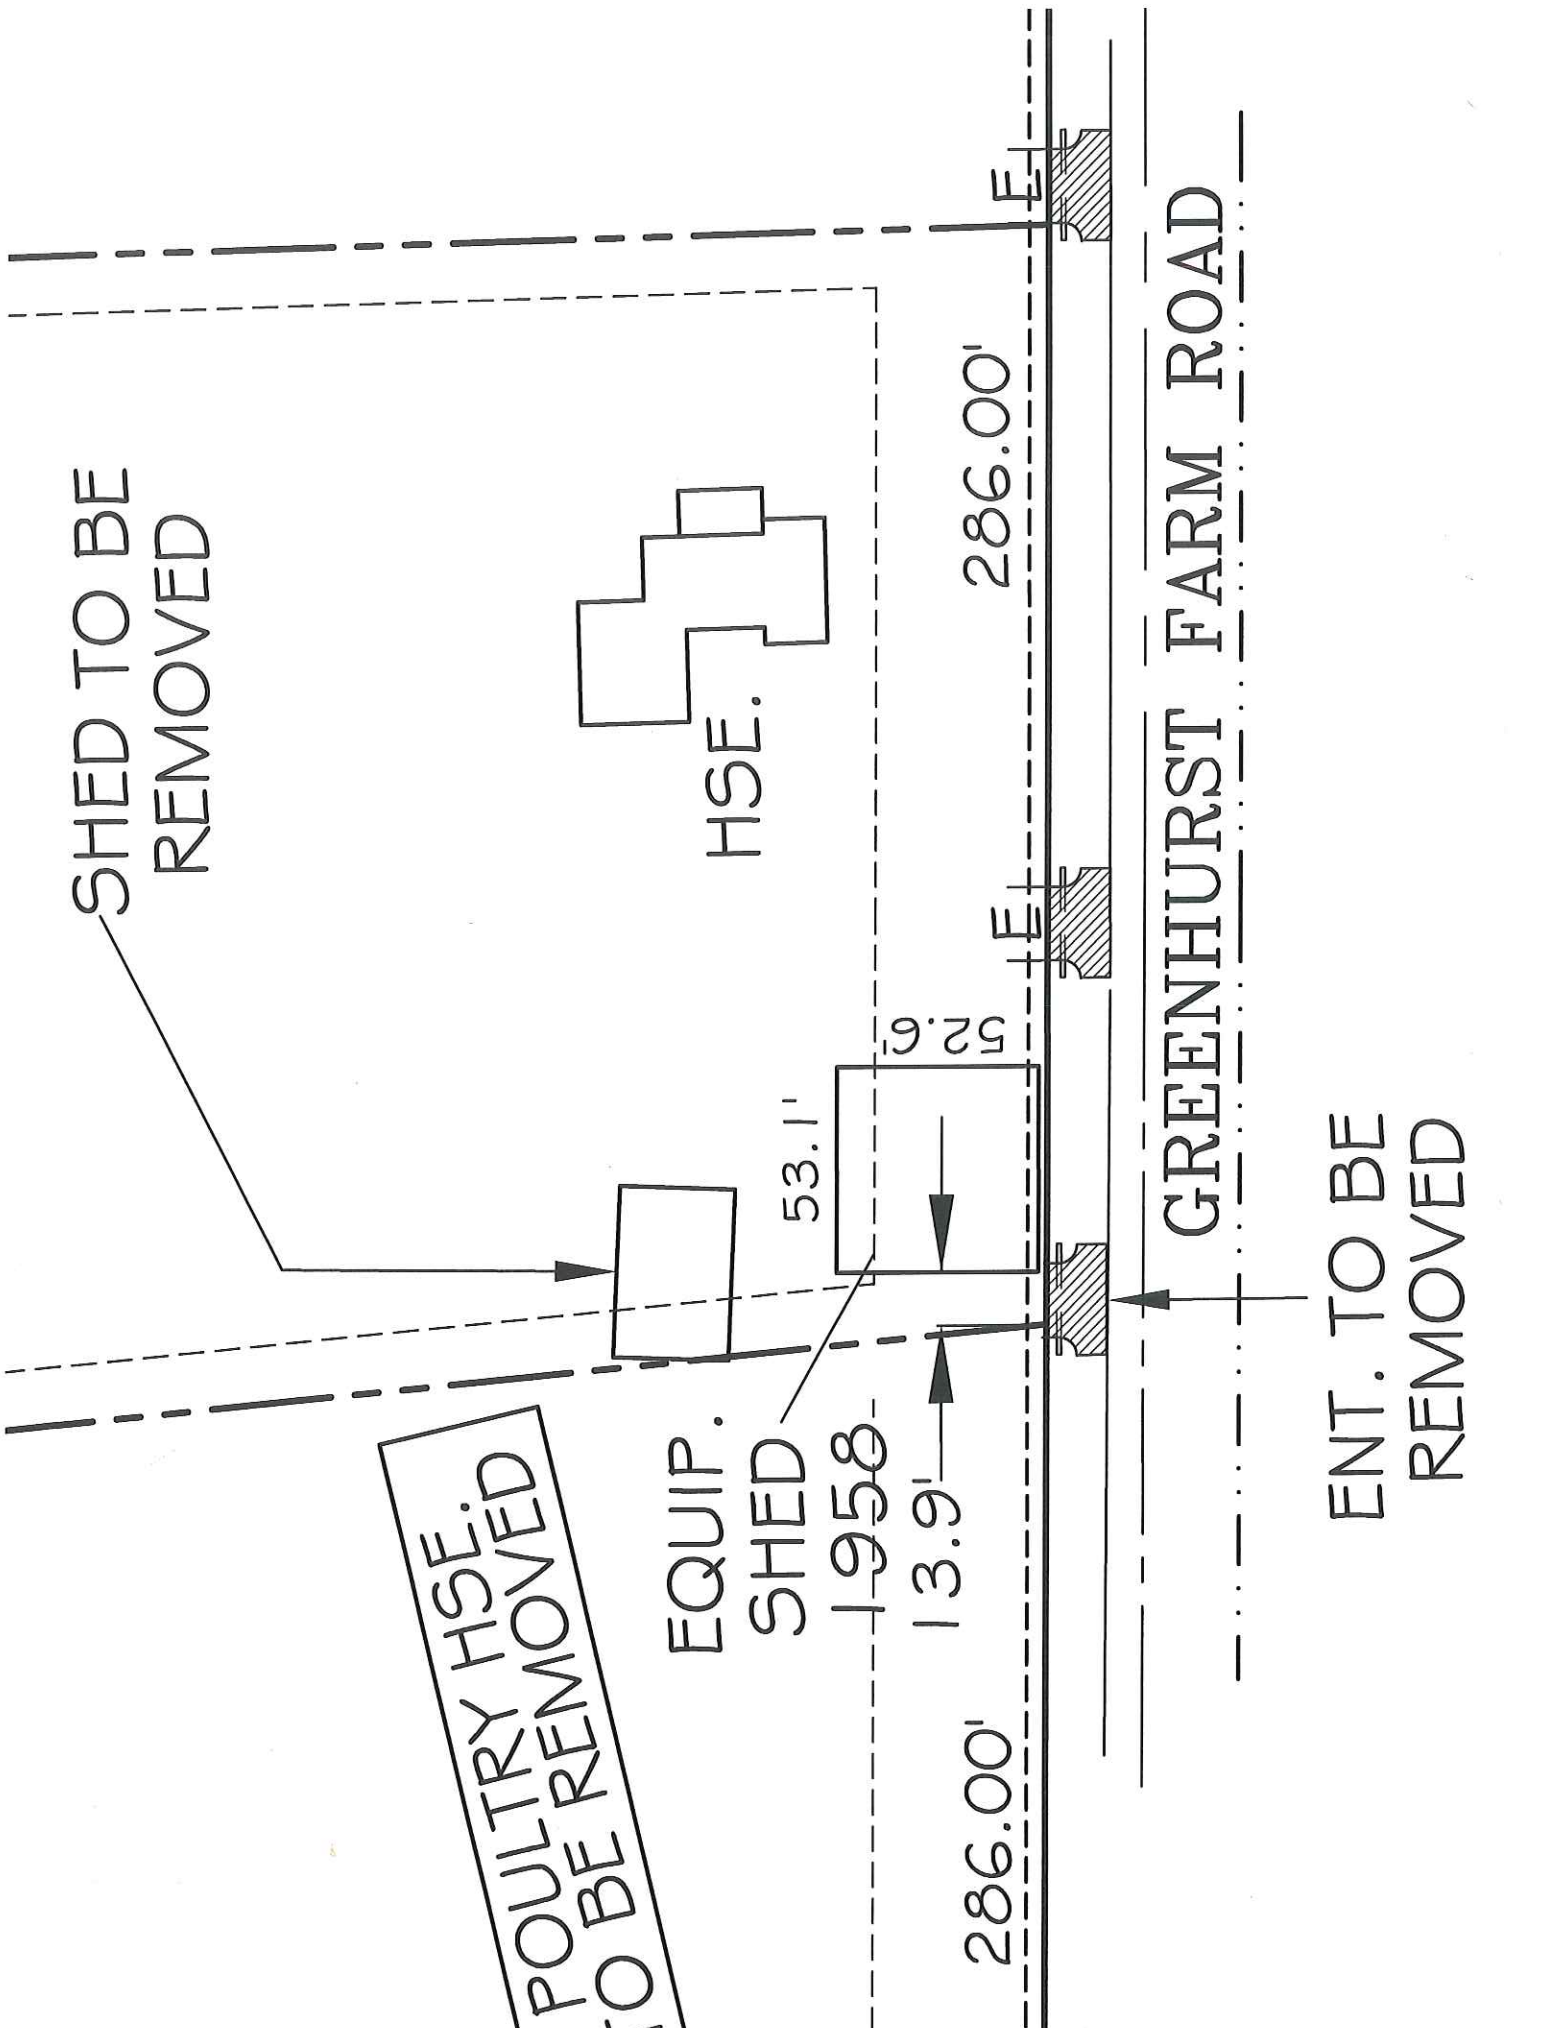 SHED TO BE
REMOVED
HSE.
E
286.00'
E
52.6'
53.1'
GREENHURST FARM ROAD
POULTRY HSE.
TO BE REMOVED
EQUIP.
SHED
1958
13.9'
286.00'
ENT. TO BE
REMOVED